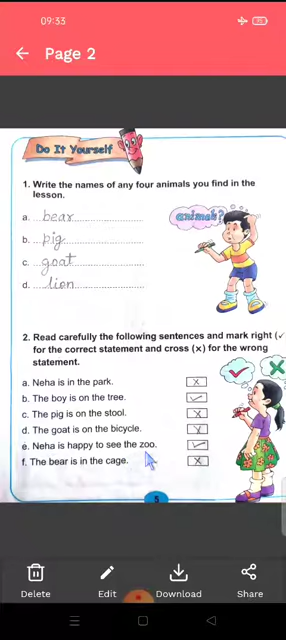 09:33
Page 2
Do It Yourself
1. Write the names of any four animals you find in the
lesson.
a. bear
b. pig
c. goat
d. lion
animals?
2. Read carefully the following sentences and mark right (✓
for the correct statement and cross (x) for the wrong
statement.
a. Neha is in the park. x
b. The boy is on the tree. ✓
c. The pig is on the stool. x
d. The goat is on the bicycle. x
e. Neha is happy to see the zoo. ✓
f. The bear is in the cage. x
5
Delete Edit Download Share